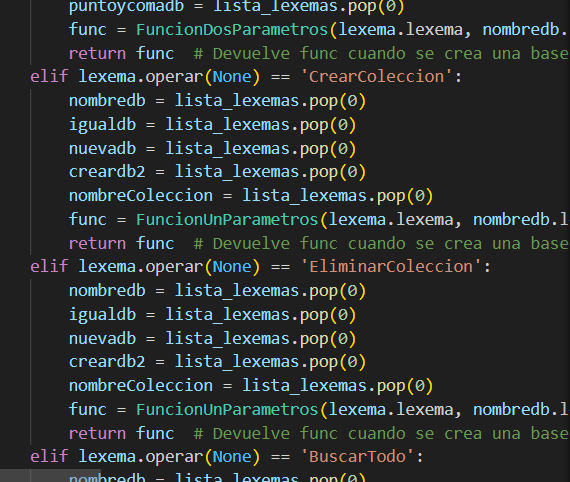 puntoycomadb = lista_lexemas.pop(0)
func = FuncionDosParametros(lexema.lexema, nombredb.
return func  # Devuelve func cuando se crea una base
elif lexema.operar(None) == 'CrearColeccion':
nombredb = lista_lexemas.pop(0)
igualdb = lista_lexemas.pop(0)
nuevadb = lista_lexemas.pop(0)
creardb2 = lista_lexemas.pop(0)
nombreColeccion = lista_lexemas.pop(0)
func = FuncionUnParametros(lexema.lexema, nombredb.l
return func  # Devuelve func cuando se crea una base
elif lexema.operar(None) == 'EliminarColeccion':
nombredb = lista_lexemas.pop(0)
igualdb = lista_lexemas.pop(0)
nuevadb = lista_lexemas.pop(0)
creardb2 = lista_lexemas.pop(0)
nombreColeccion = lista_lexemas.pop(0)
func = FuncionUnParametros(lexema.lexema, nombredb.l
return func  # Devuelve func cuando se crea una base
elif lexema.operar(None) == 'BuscarTodo':
nombredb = lista_lexemas.pop(0)